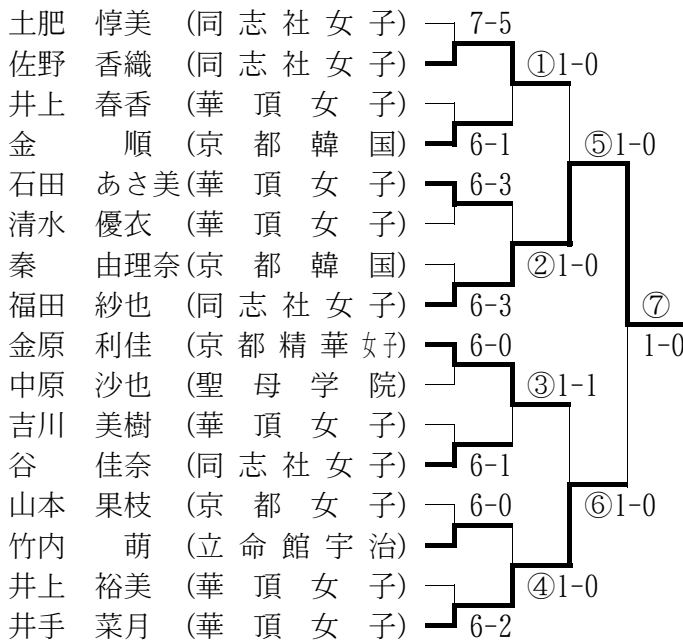 土肥 惇美 (同志社女子) 7-5
佐野 香織 (同志社女子) ①1-0
井上 春香 (華頂女子)
金 順 (京都韓国) 6-1 ⑤1-0
石田 あさ美 (華頂女子) 6-3
清水 優衣 (華頂女子)
秦 由理奈 (京都韓国) ②1-0
福田 紗也 (同志社女子) 6-3 ⑦
金原 利佳 (京都精華女子) 6-0 1-0
中原 沙也 (聖母学院) ③1-1
吉川 美樹 (華頂女子)
谷 佳奈 (同志社女子) 6-1
山本 果枝 (京都女子) 6-0 ⑥1-0
竹内 萌 (立命館宇治)
井上 裕美 (華頂女子) ④1-0
井手 菜月 (華頂女子) 6-2